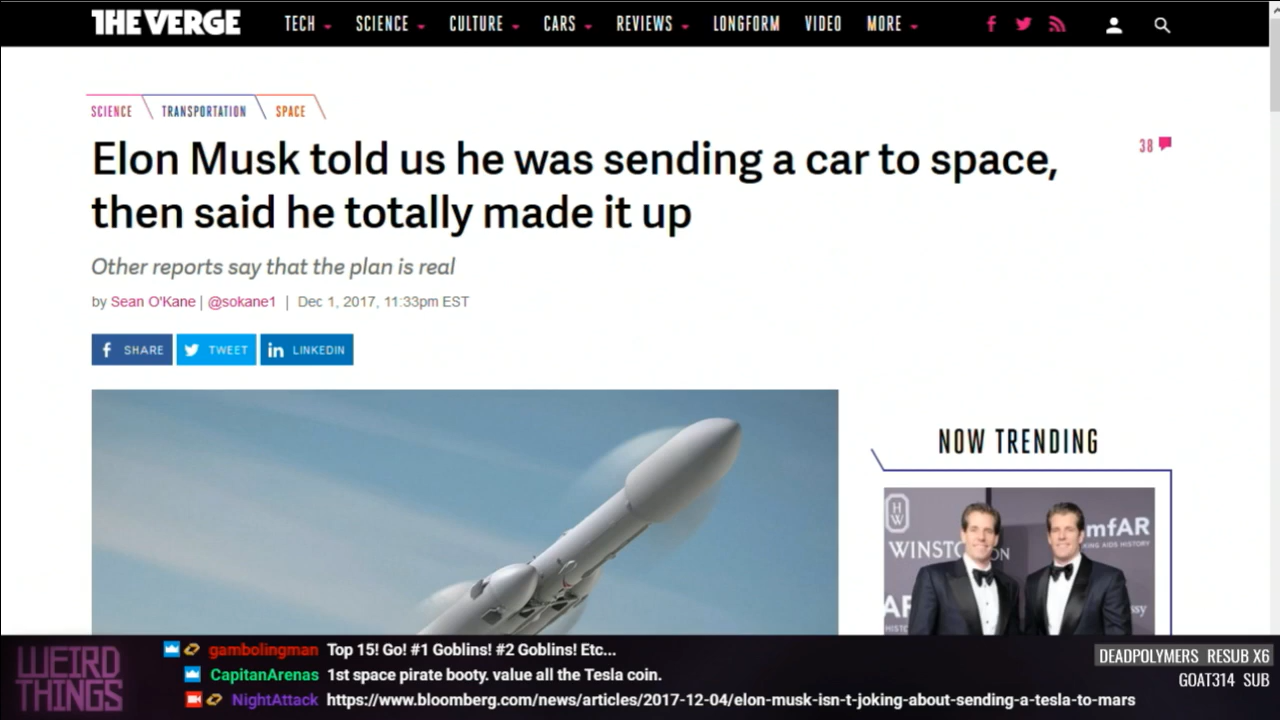 THE VERGE
TECH SCIENCE CULTURE CARS REVIEWS LONGFORM VIDEO MORE
SCIENCE TRANSPORTATION SPACE
Elon Musk told us he was sending a car to space,
then said he totally made it up
38
Other reports say that the plan is real
by Sean O'Kane | @sokane1 | Dec 1, 2017, 11:33pm EST
f SHARE TWEET in LINKEDIN
NOW TRENDING
H
W
mfAR
WINST ON
WEIRD
THINGS
gambolingman Top 15! Go! #1 Goblins! #2 Goblins! Etc...
CapitanArenas 1st space pirate booty. value all the Tesla coin.
NightAttack https://www.bloomberg.com/news/articles/2017-12-04/elon-musk-isn-t-joking-about-sending-a-tesla-to-mars
DEADPOLYMERS RESUB X6
GOAT314 SUB